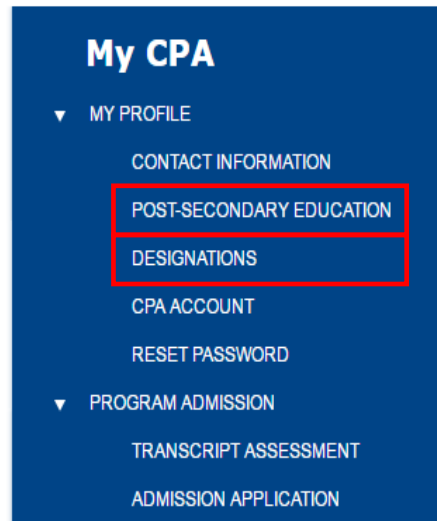 My CPA
MY PROFILE
CONTACT INFORMATION
POST-SECONDARY EDUCATION
DESIGNATIONS
CPA ACCOUNT
RESET PASSWORD
PROGRAM ADMISSION
TRANSCRIPT ASSESSMENT
ADMISSION APPLICATION